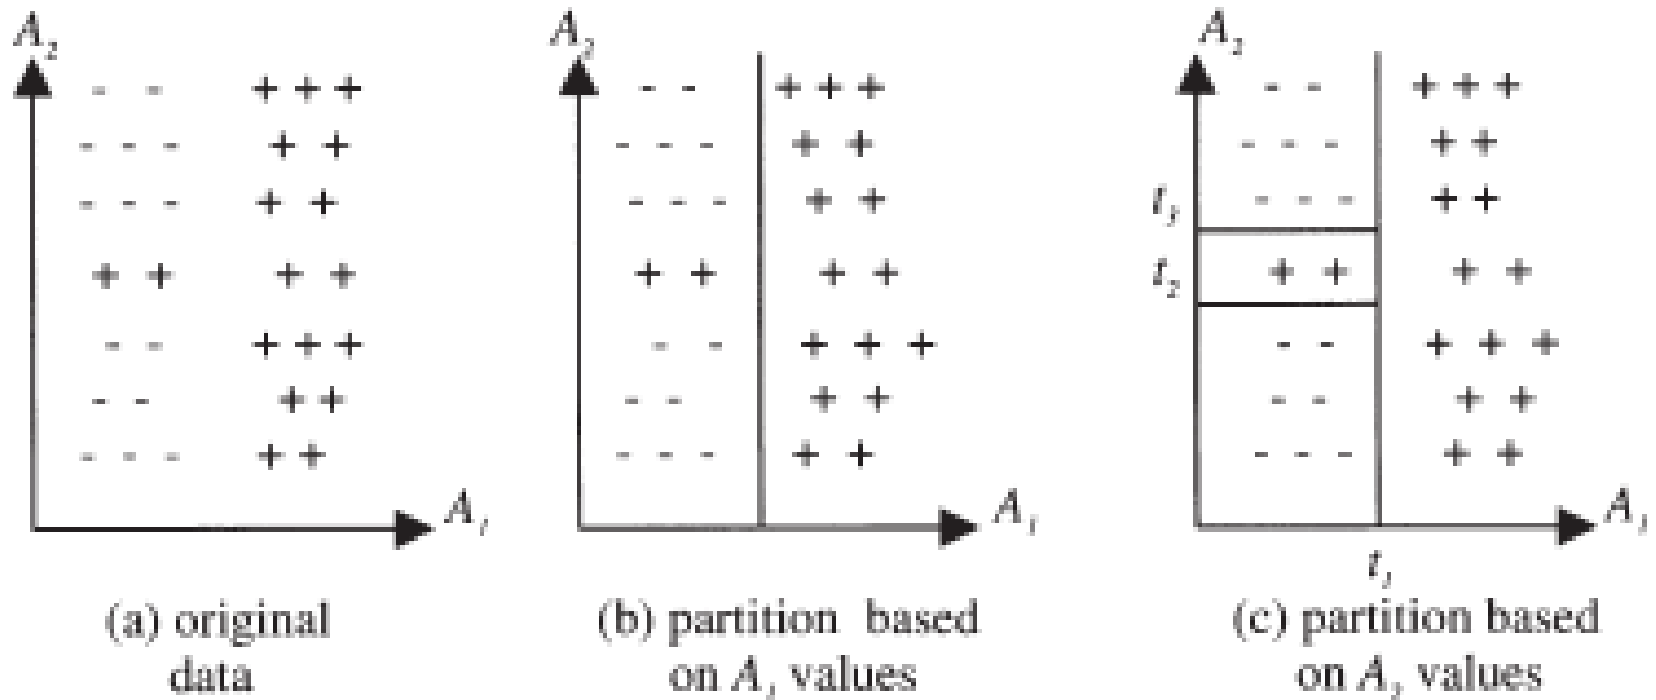 A₂
A₁
(a) original
data
A₂
A₁
(b) partition based
on A₁ values
A₂
t₃
t₂
t₁
A₁
(c) partition based
on A₂ values